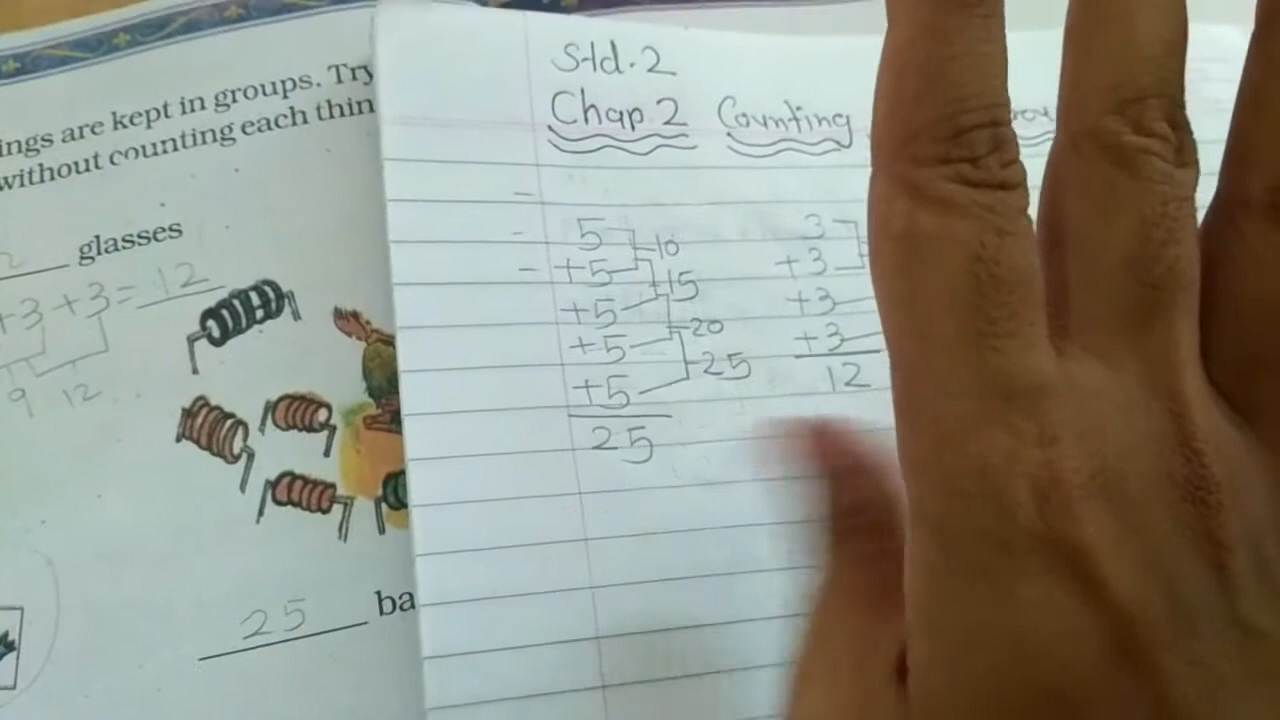 ings are kept in groups. Try
without counting each thin
glasses
+3 +3 = 12
9 12
25 ba
Std. 2
Chap. 2 Counting
5
+5 10
+5 15
+5 20
+5 25
25
3
+3
+3
+3
12